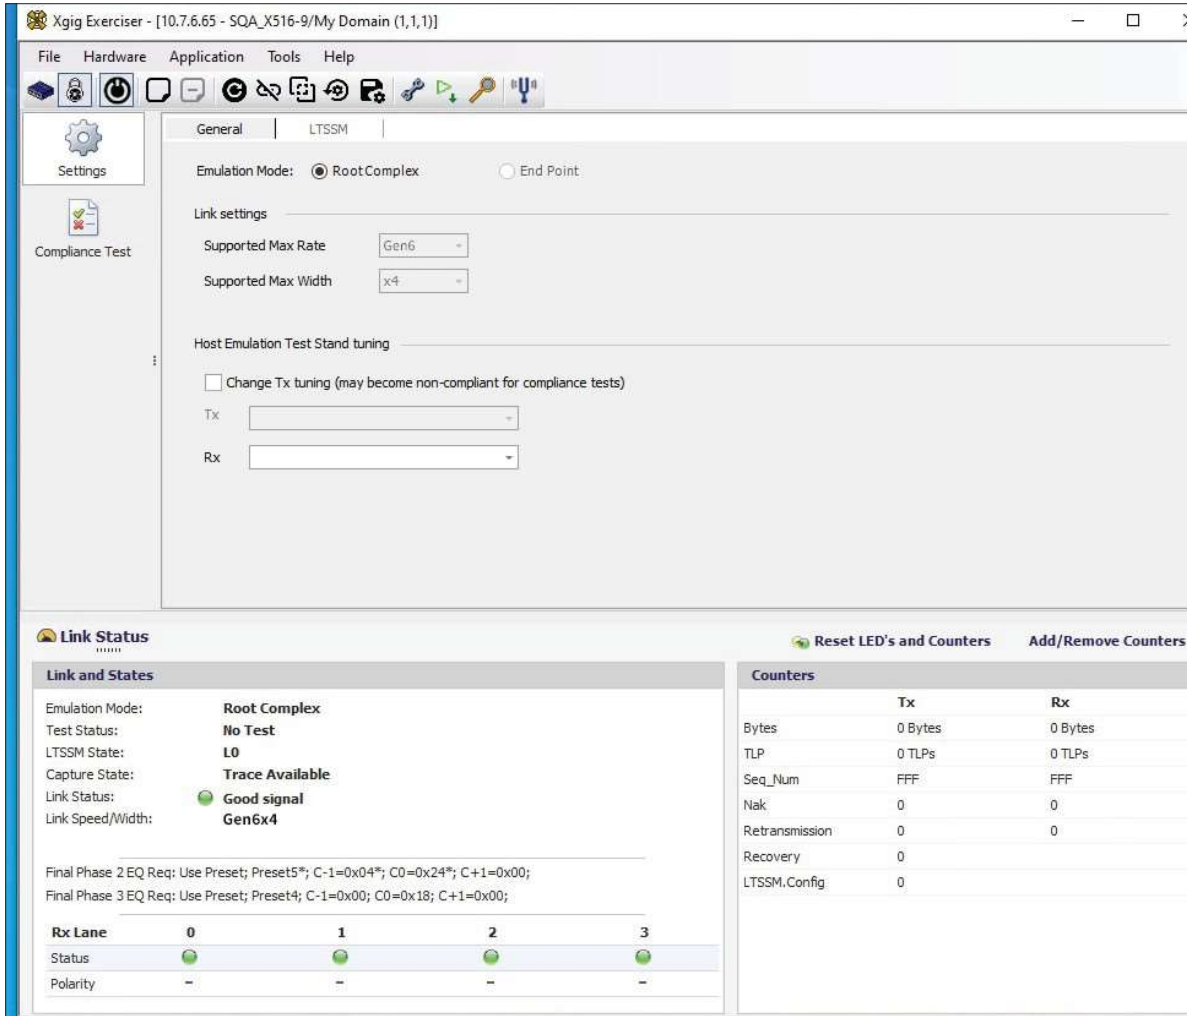 Xgig Exerciser - [10.7.6.65 - SQA_X516-9/My Domain (1,1,1)]
File Hardware Application Tools Help
Settings
Compliance Test
General LTSSM
Emulation Mode: Root Complex End Point
Link settings
Supported Max Rate Gen6
Supported Max Width x4
Host Emulation Test Stand tuning
Change Tx tuning (may become non-compliant for compliance tests)
Tx
Rx
Link Status
Reset LED's and Counters Add/Remove Counters
Link and States
Emulation Mode: Root Complex
Test Status: No Test
LTSSM State: L0
Capture State: Trace Available
Link Status: Good signal
Link Speed/Width: Gen6x4
Final Phase 2 EQ Req: Use Preset; Preset5*; C-1=0x04*; C0=0x24*; C+1=0x00;
Final Phase 3 EQ Req: Use Preset; Preset4; C-1=0x00; C0=0x18; C+1=0x00;
Rx Lane 0 1 2 3
Status
Polarity - - - -
Counters
Tx Rx
Bytes 0 Bytes 0 Bytes
TLP 0 TLPs 0 TLPs
Seq_Num FFF FFF
Nak 0 0
Retransmission 0 0
Recovery 0
LTSSM.Config 0